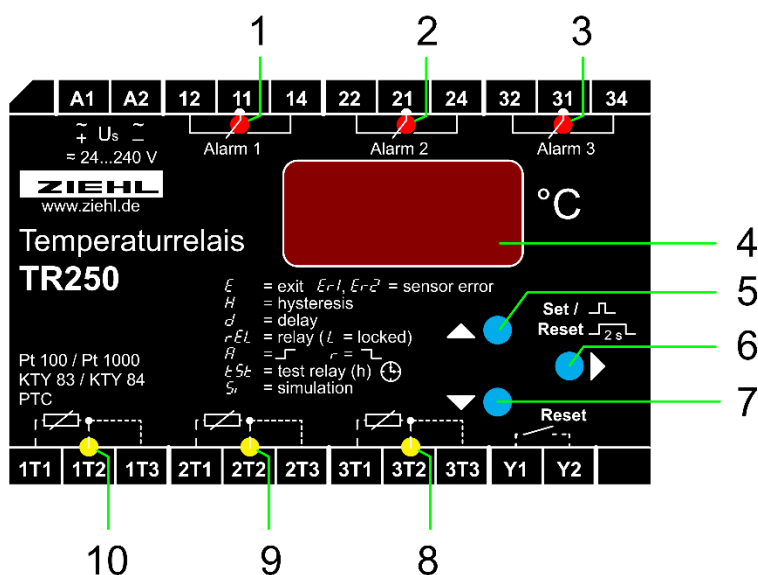 1 2 3
A1 A2 12 11 14 22 21 24 32 31 34
~ Us ~
+ −
Alarm 1 Alarm 2 Alarm 3
≂ 24...240 V
ZIEHL
www.ziehl.de
°C
Temperaturrelais
TR250
4
E = exit Er1, Er2 = sensor error
H = hysteresis
d = delay
rEL = relay (L = locked)
A = r =
tSt = test relay (h)
Si = simulation
5
Set /
Reset 2 s
6
Pt 100 / Pt 1000
KTY 83 / KTY 84
PTC
7
Reset
1T1 1T2 1T3 2T1 2T2 2T3 3T1 3T2 3T3 Y1 Y2
10 9 8